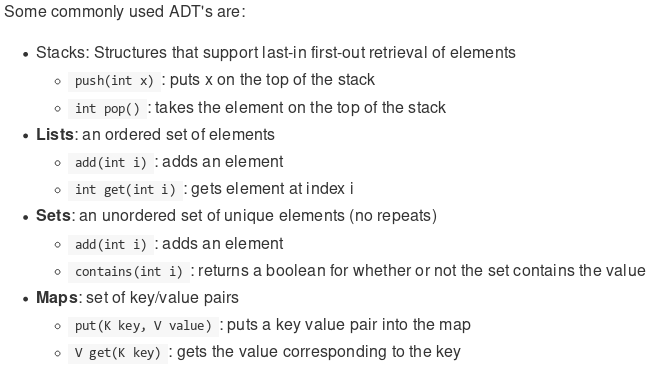 Some commonly used ADT's are:
Stacks: Structures that support last-in first-out retrieval of elements
push(int x) : puts x on the top of the stack
int pop() : takes the element on the top of the stack
Lists: an ordered set of elements
add(int i) : adds an element
int get(int i) : gets element at index i
Sets: an unordered set of unique elements (no repeats)
add(int i) : adds an element
contains(int i) : returns a boolean for whether or not the set contains the value
Maps: set of key/value pairs
put(K key, V value) : puts a key value pair into the map
V get(K key) : gets the value corresponding to the key